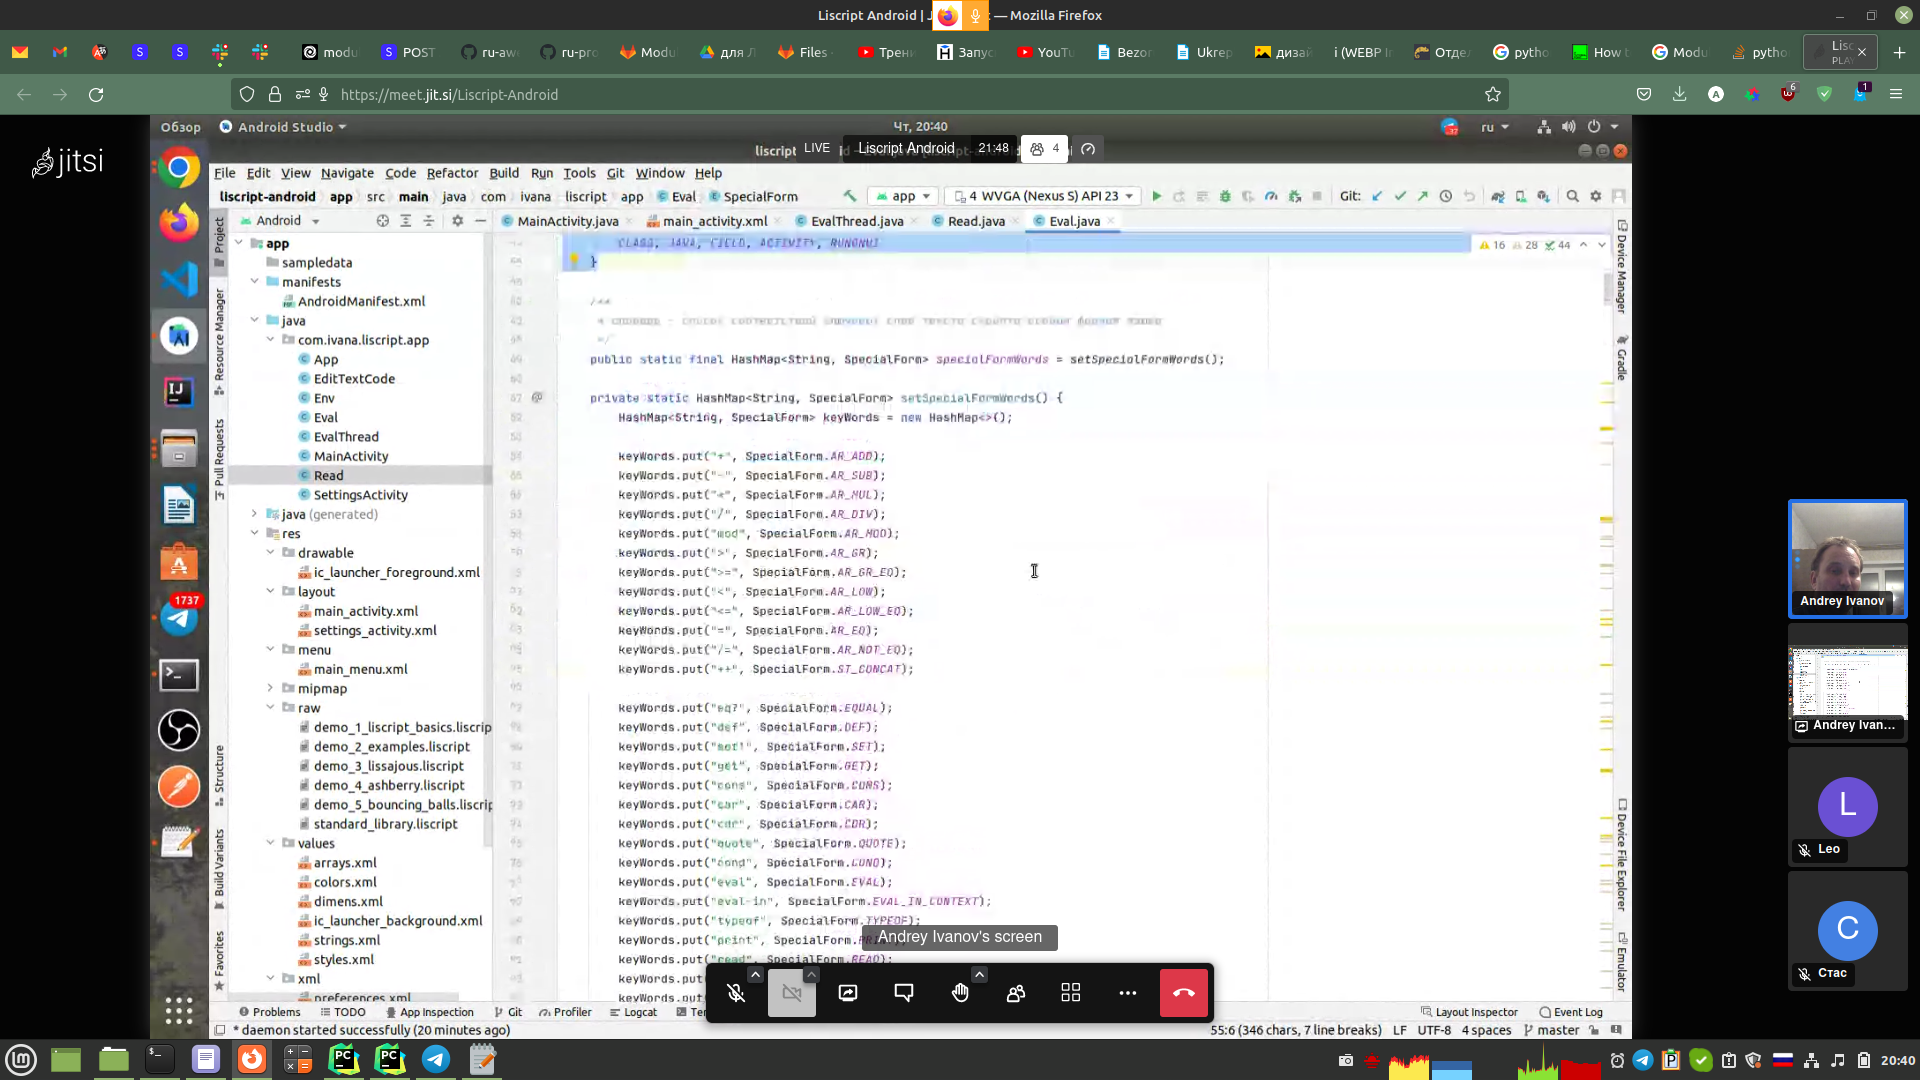 Liscript Android | J — Mozilla Firefox
modu
POST
ru-aw
ru-pro
Modu
для Л
Files
Трени
Запус
YouTu
Bezor
Ukrep
дизай
i (WEBP I
Отде
pytho
How t
Modu
pytho
Lisc
PLAY
https://meet.jit.si/Liscript-Android
6
1
jitsi
Обзор
Android Studio
Чт, 20:40
ru
LIVE
Liscript Android
21:48
4
File Edit View Navigate Code Refactor Build Run Tools Git Window Help
liscript-android app src main java com ivana liscript app Eval SpecialForm
app
4 WVGA (Nexus S) API 23
Git:
Android
MainActivity.java
main_activity.xml
EvalThread.java
Read.java
Eval.java
16 28 44
Project
Resource Manager
Pull Requests
Structure
Build Variants
Favorites
app
sampledata
manifests
AndroidManifest.xml
java
com.ivana.liscript.app
App
EditTextCode
Env
Eval
EvalThread
MainActivity
Read
SettingsActivity
java (generated)
res
drawable
ic_launcher_foreground.xml
layout
main_activity.xml
settings_activity.xml
menu
main_menu.xml
mipmap
raw
demo_1_liscript_basics.liscrip
demo_2_examples.liscript
demo_3_lissajous.liscript
demo_4_ashberry.liscript
demo_5_bouncing_balls.liscrip
standard_library.liscript
values
arrays.xml
colors.xml
dimens.xml
ic_launcher_background.xml
strings.xml
styles.xml
xml
preferences.xml
CLASS, JAVA, FIELD, ACTIVITY, RUNONUI
}
/**
*/
public static final HashMap<String, SpecialForm> specialFormWords = setSpecialFormWords();
private static HashMap<String, SpecialForm> setSpecialFormWords() {
HashMap<String, SpecialForm> keyWords = new HashMap<>();
keyWords.put("+", SpecialForm.AR_ADD);
keyWords.put("-", SpecialForm.AR_SUB);
keyWords.put("*", SpecialForm.AR_MUL);
keyWords.put("/", SpecialForm.AR_DIV);
keyWords.put("mod", SpecialForm.AR_MOD);
keyWords.put(">", SpecialForm.AR_GR);
keyWords.put(">=", SpecialForm.AR_GR_EQ);
keyWords.put("<", SpecialForm.AR_LOW);
keyWords.put("<=", SpecialForm.AR_LOW_EQ);
keyWords.put("=", SpecialForm.AR_EQ);
keyWords.put("/=", SpecialForm.AR_NOT_EQ);
keyWords.put("++", SpecialForm.ST_CONCAT);
keyWords.put("eq?", SpecialForm.EQUAL);
keyWords.put("def", SpecialForm.DEF);
keyWords.put("set!", SpecialForm.SET);
keyWords.put("get", SpecialForm.GET);
keyWords.put("cons", SpecialForm.CONS);
keyWords.put("car", SpecialForm.CAR);
keyWords.put("cdr", SpecialForm.CDR);
keyWords.put("quote", SpecialForm.QUOTE);
keyWords.put("cond", SpecialForm.COND);
keyWords.put("eval", SpecialForm.EVAL);
keyWords.put("eval-in", SpecialForm.EVAL_IN_CONTEXT);
keyWords.put("typeof", SpecialForm.TYPEOF);
keyWords.put("print", SpecialForm.PRI
keyWords.put("read", SpecialForm.READ);
keyWords.pu
keyWords.pu
Andrey Ivanov's screen
Device Manager
Gradle
Device File Explorer
Emulator
1737
Andrey Ivanov
Andrey Ivan...
L
Leo
C
Стас
Problems
TODO
App Inspection
Git
Profiler
Logcat
Ter
Layout Inspector
Event Log
* daemon started successfully (20 minutes ago)
55:6 (346 chars, 7 line breaks) LF UTF-8 4 spaces master
20:40